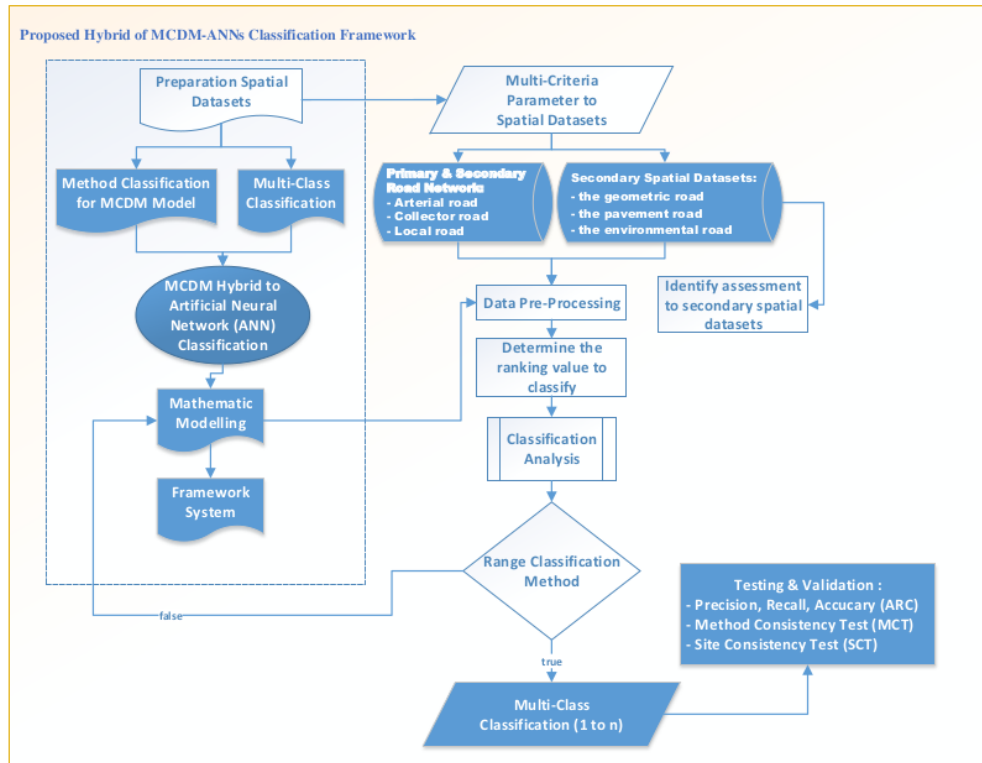 Proposed Hybrid of MCDM-ANNs Classification Framework
Preparation Spatial
Datasets
Multi-Criteria
Parameter to
Spatial Datasets
Method Classification
for MCDM Model
Multi-Class
Classification
Primary & Secondary
Road Network:
- Arterial road
- Collector road
- Local road
Secondary Spatial Datasets:
- the geometric road
- the pavement road
- the environmental road
MCDM Hybrid to
Artificial Neural
Network (ANN)
Classification
Data Pre-Processing
Identify assessment
to secondary spatial
datasets
Determine the
ranking value to
classify
Mathematic
Modelling
Classification
Analysis
Framework
System
Range Classification
Method
false
true
Testing & Validation :
- Precision, Recall, Accucary (ARC)
- Method Consistency Test (MCT)
- Site Consistency Test (SCT)
Multi-Class
Classification (1 to n)